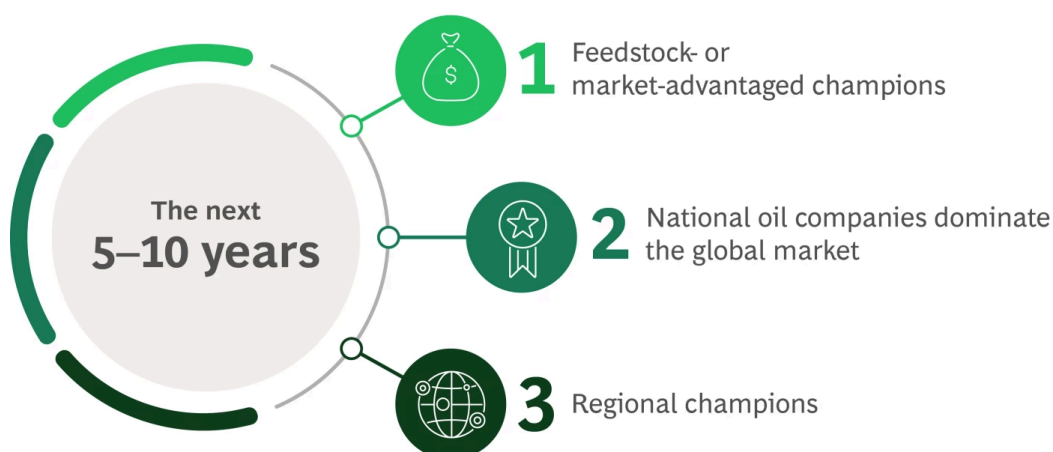 The next
5–10 years
$
1
Feedstock- or
market-advantaged champions
2
National oil companies dominate
the global market
3
Regional champions